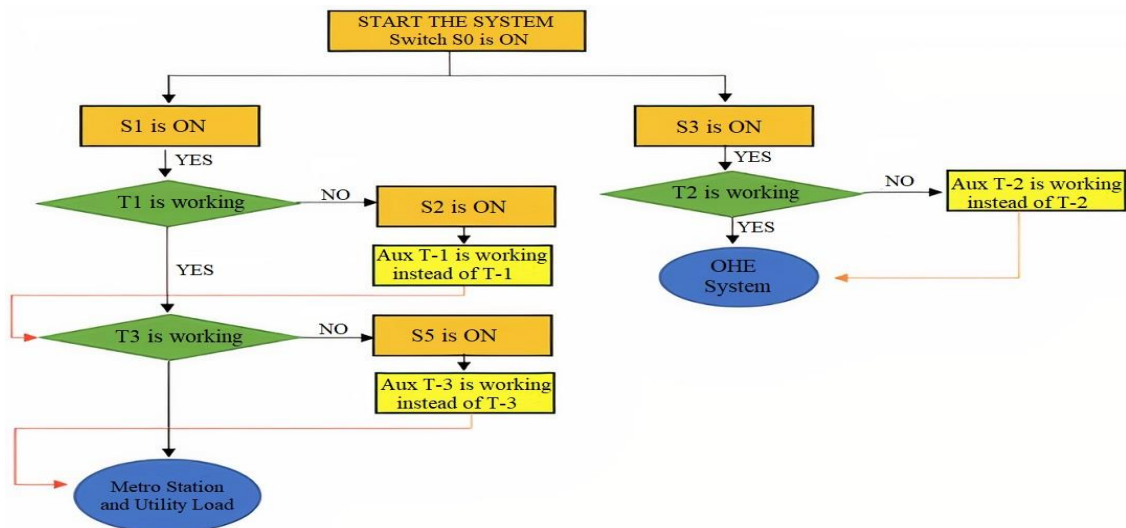 START THE SYSTEM
Switch S0 is ON
S1 is ON
YES
T1 is working
NO
S2 is ON
Aux T-1 is working
instead of T-1
YES
T3 is working
NO
S5 is ON
Aux T-3 is working
instead of T-3
Metro Station
and Utility Load
S3 is ON
YES
T2 is working
NO
Aux T-2 is working
instead of T-2
YES
OHE
System